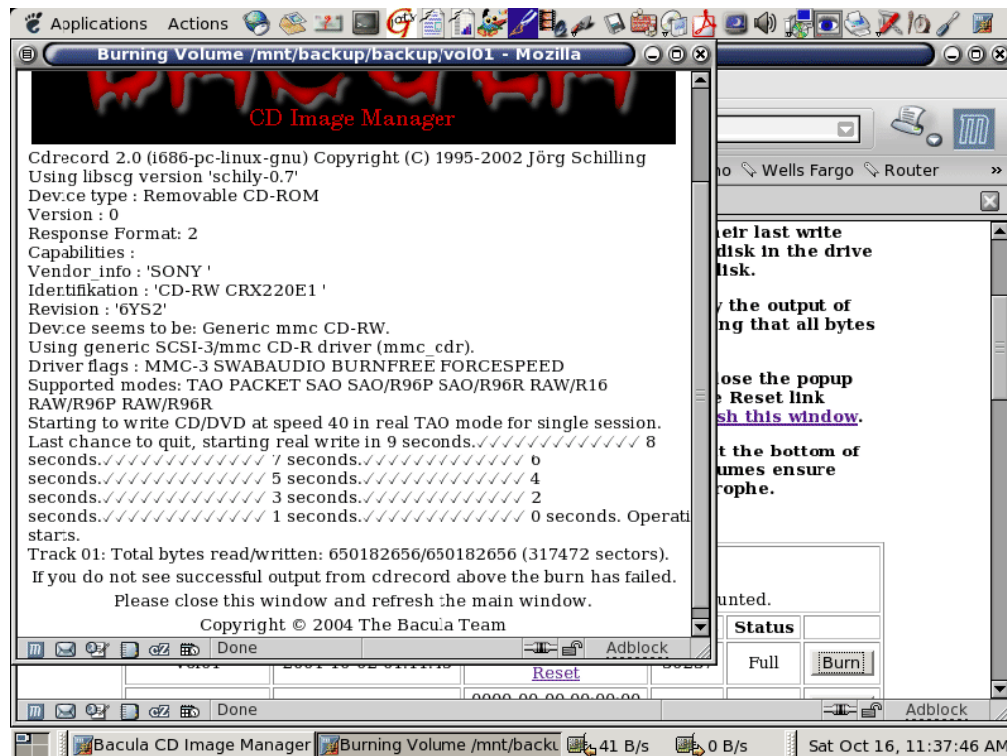 Applications Actions
Burning Volume /mnt/backup/backup/vol01 - Mozilla
CD Image Manager
Cdrecord 2.0 (i686-pc-linux-gnu) Copyright (C) 1995-2002 Jörg Schilling
Using libscg version 'schily-0.7'
Device type : Removable CD-ROM
Version : 0
Response Format: 2
Capabilities :
Vendor_info : 'SONY '
Identifikation : 'CD-RW CRX220E1 '
Revision : '6YS2'
Device seems to be: Generic mmc CD-RW.
Using generic SCSI-3/mmc CD-R driver (mmc_cdr).
Driver flags : MMC-3 SWABAUDIO BURNFREE FORCESPEED
Supported modes: TAO PACKET SAO SAO/R96P SAO/R96R RAW/R16
RAW/R96P RAW/R96R
Starting to write CD/DVD at speed 40 in real TAO mode for single session.
Last chance to quit, starting real write in 9 seconds.✓✓✓✓✓✓✓✓✓✓✓✓✓ 8
seconds.✓✓✓✓✓✓✓✓✓✓✓✓✓ 7 seconds.✓✓✓✓✓✓✓✓✓✓✓✓✓ 6
seconds.✓✓✓✓✓✓✓✓✓✓✓✓✓ 5 seconds.✓✓✓✓✓✓✓✓✓✓✓✓✓ 4
seconds.✓✓✓✓✓✓✓✓✓✓✓✓✓ 3 seconds.✓✓✓✓✓✓✓✓✓✓✓✓✓ 2
seconds.✓✓✓✓✓✓✓✓✓✓✓✓✓ 1 seconds.✓✓✓✓✓✓✓✓✓✓✓✓✓ 0 seconds. Operati
starts.
Track 01: Total bytes read/written: 650182656/650182656 (317472 sectors).
If you do not see successful output from cdrecord above the burn has failed.
Please close this window and refresh the main window.
Copyright © 2004 The Bacula Team
Done
Adblock
Wells Fargo Router »
eir last write
disk in the drive
disk.
the output of
ng that all bytes
lose the popup
Reset link
sh this window.
t the bottom of
umes ensure
rophe.
unted.
Status
Reset
Full
Burn
Done
Adblock
Bacula CD Image Manager
Burning Volume /mnt/backu
41 B/s
0 B/s
Sat Oct 16, 11:37:46 AM